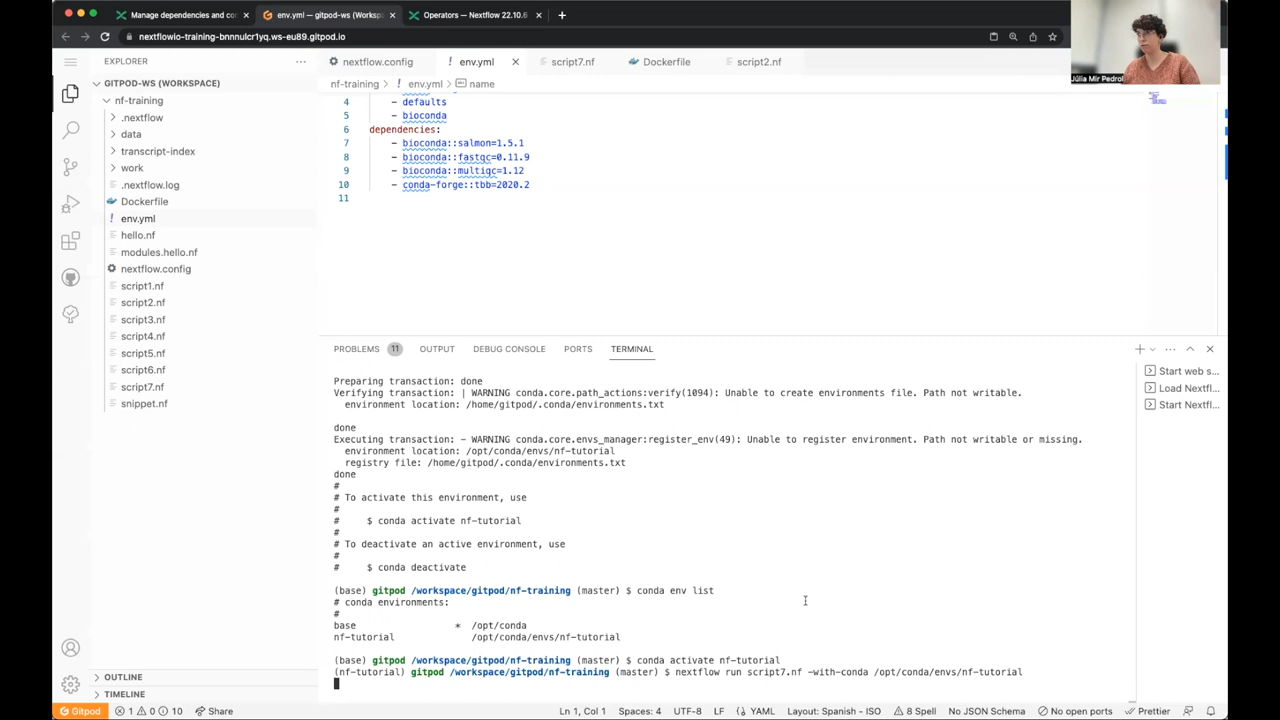 Manage dependencies and co
env.yml — gitpod-ws (Worksp
Operators — Nextflow 22.10.6
nextflowio-training-bnnnulcr1yq.ws-eu89.gitpod.io
Júlia Mir Pedrol
EXPLORER
GITPOD-WS (WORKSPACE)
nf-training
.nextflow
data
transcript-index
work
.nextflow.log
Dockerfile
env.yml
hello.nf
modules.hello.nf
nextflow.config
script1.nf
script2.nf
script3.nf
script4.nf
script5.nf
script6.nf
script7.nf
snippet.nf
OUTLINE
TIMELINE
nextflow.config
env.yml
script7.nf
Dockerfile
script2.nf
nf-training > ! env.yml > name
4 - defaults
5 - bioconda
6 dependencies:
7 - bioconda::salmon=1.5.1
8 - bioconda::fastqc=0.11.9
9 - bioconda::multiqc=1.12
10 - conda-forge::tbb=2020.2
11
PROBLEMS 11 OUTPUT DEBUG CONSOLE PORTS TERMINAL
Start web s...
Load Nextfl...
Start Nextfl...
Preparing transaction: done
Verifying transaction: | WARNING conda.core.path_actions:verify(1094): Unable to create environments file. Path not writable.
environment location: /home/gitpod/.conda/environments.txt
done
Executing transaction: - WARNING conda.core.envs_manager:register_env(49): Unable to register environment. Path not writable or missing.
environment location: /opt/conda/envs/nf-tutorial
registry file: /home/gitpod/.conda/environments.txt
done
#
# To activate this environment, use
#
# $ conda activate nf-tutorial
#
# To deactivate an active environment, use
#
# $ conda deactivate
(base) gitpod /workspace/gitpod/nf-training (master) $ conda env list
# conda environments:
#
base * /opt/conda
nf-tutorial /opt/conda/envs/nf-tutorial
(base) gitpod /workspace/gitpod/nf-training (master) $ conda activate nf-tutorial
(nf-tutorial) gitpod /workspace/gitpod/nf-training (master) $ nextflow run script7.nf -with-conda /opt/conda/envs/nf-tutorial
Gitpod 1 0 10 Share Ln 1, Col 1 Spaces: 4 UTF-8 LF YAML Layout: Spanish - ISO 8 Spell No JSON Schema No open ports Prettier